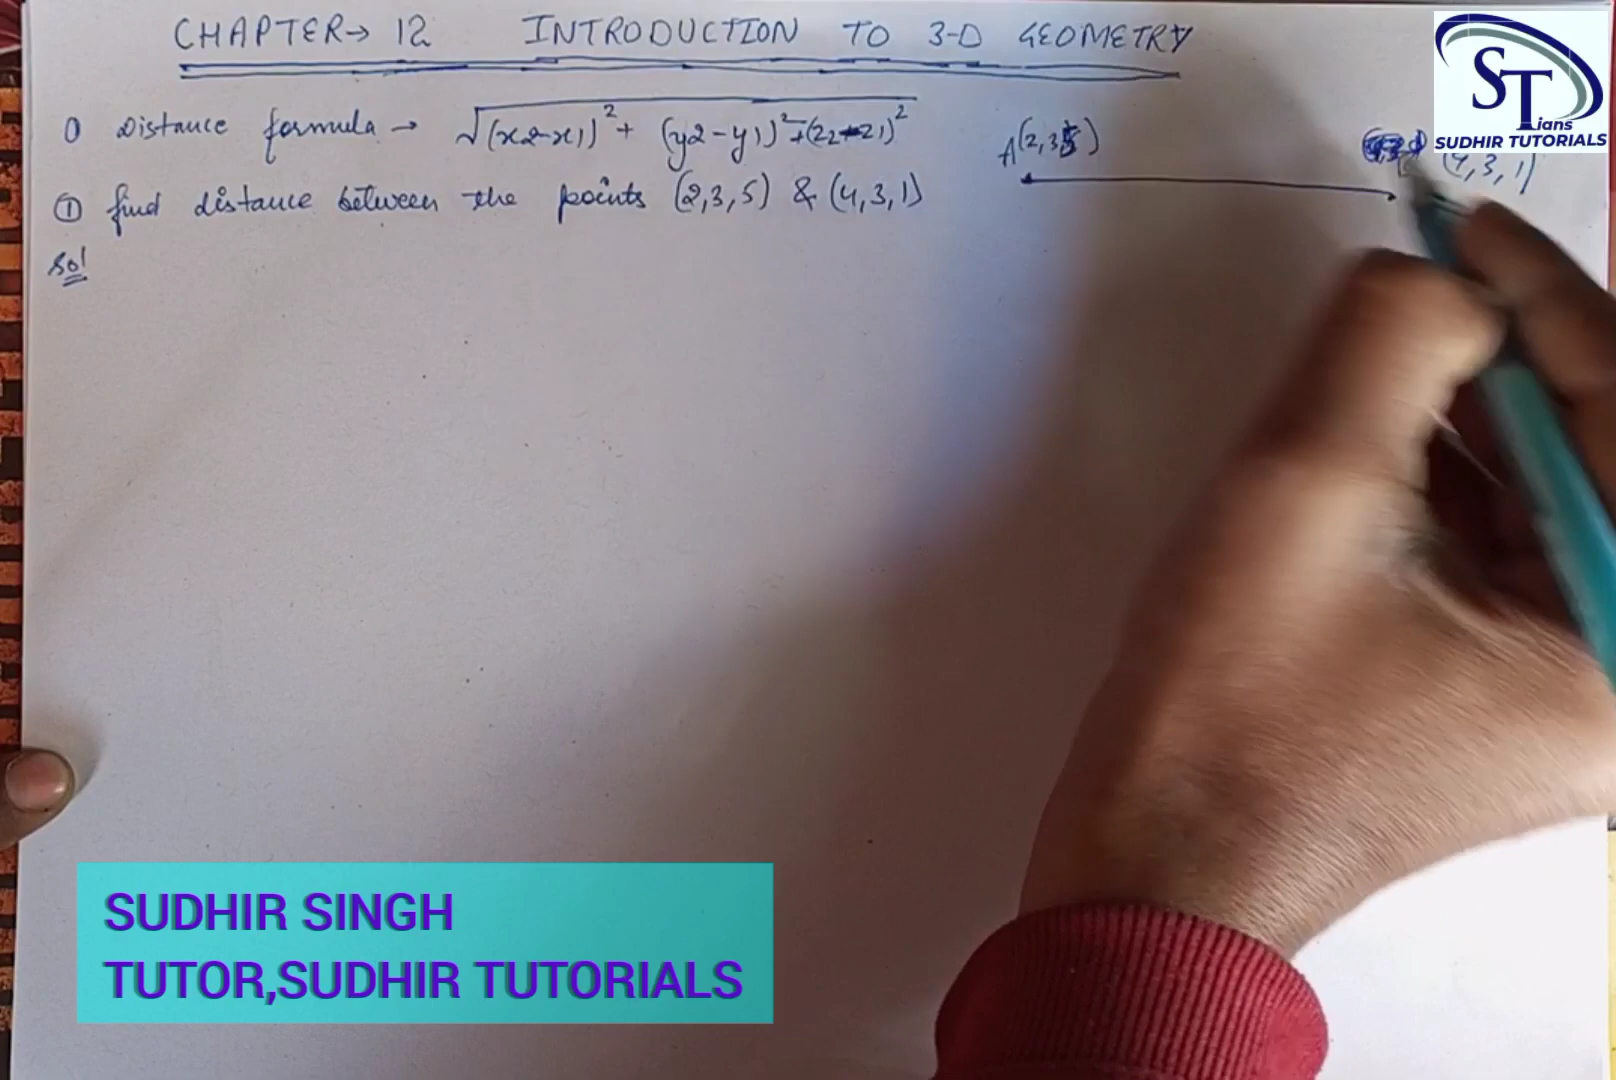 CHAPTER→ 12 INTRODUCTION TO 3-D GEOMETRY
① Distance formula → √(x2-x1)² + (y2-y1)²+(z2-z1)²
① find distance between the points (2,3,5) & (4,3,1)
Sol
A(2,3,5)
(4,3,1)
ST
ians
SUDHIR TUTORIALS
SUDHIR SINGH
TUTOR,SUDHIR TUTORIALS